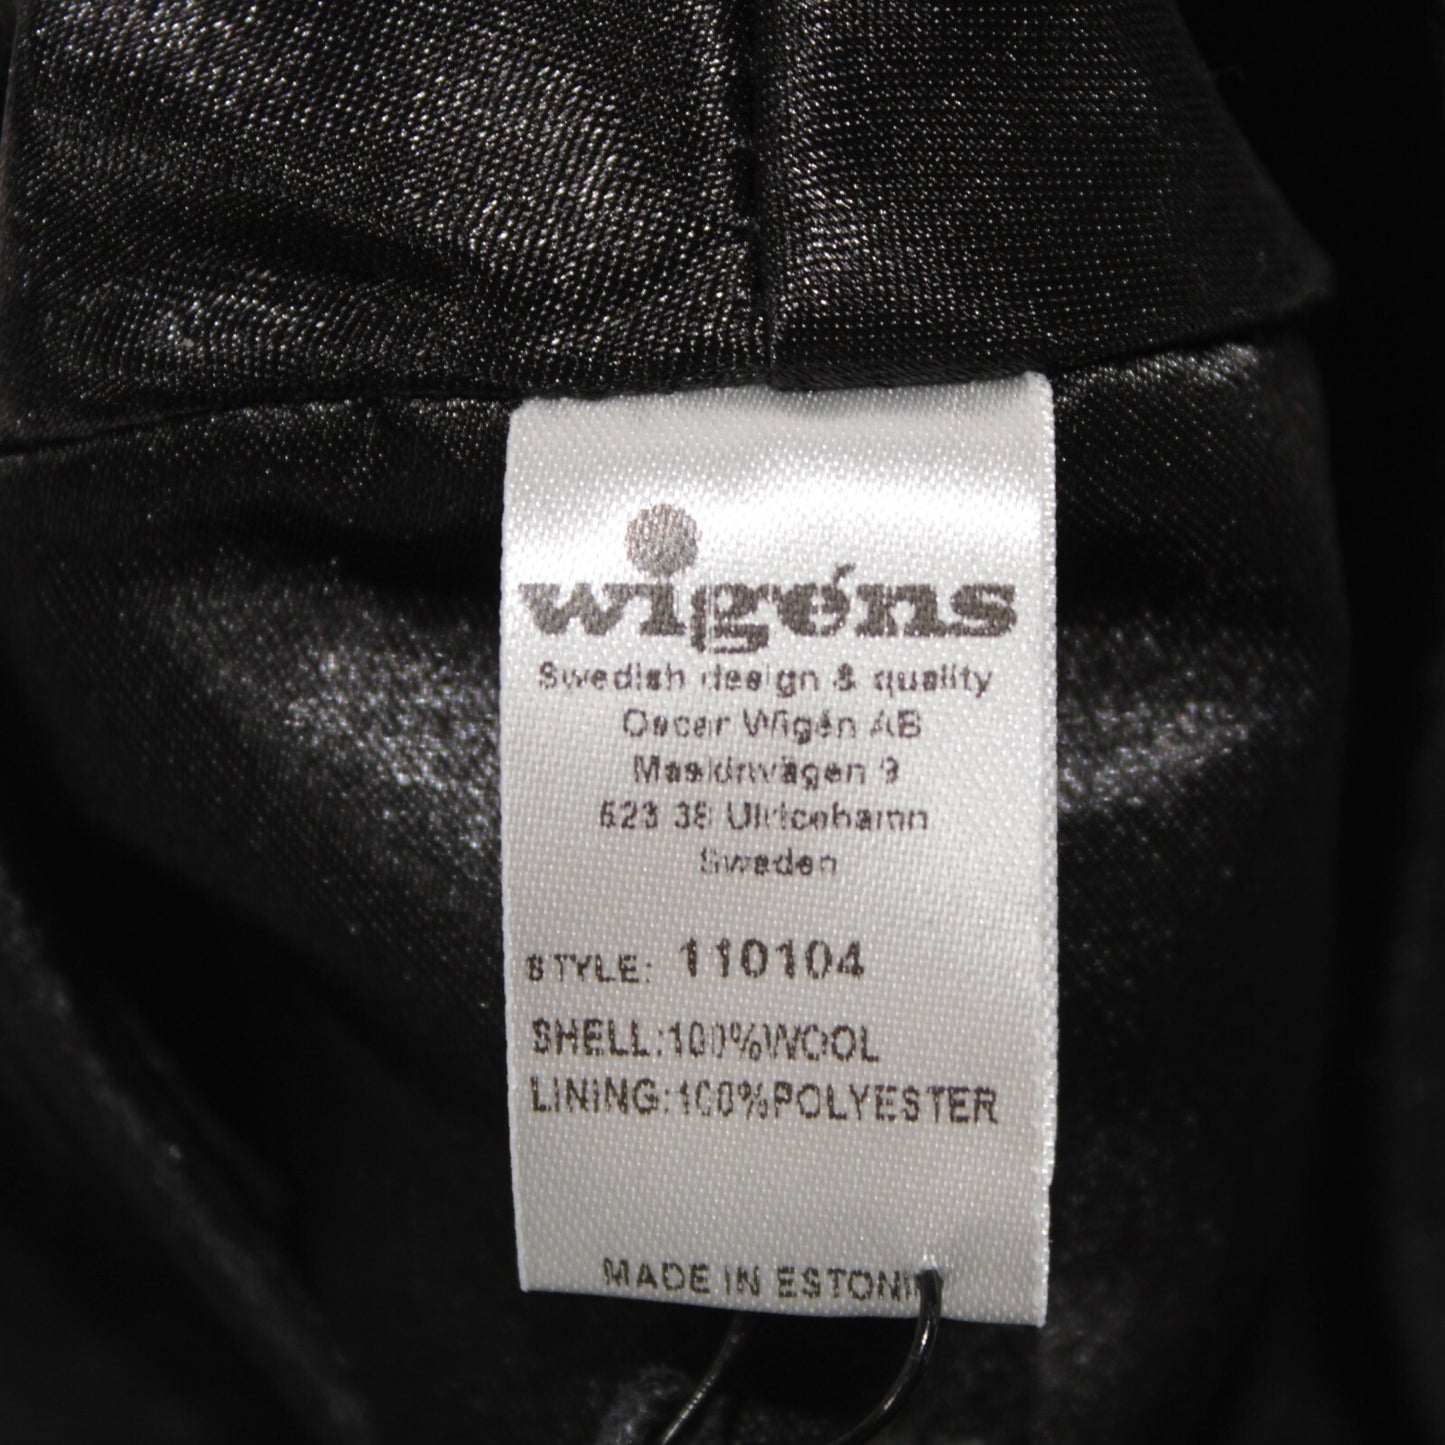 wigéns
Swedish design & quality
Oscar Wigén AB
Maskinvägen 9
523 38 Ulricehamn
Sweden
STYLE: 110104
SHELL:100%WOOL
LINING:100%POLYESTER
MADE IN ESTONIA